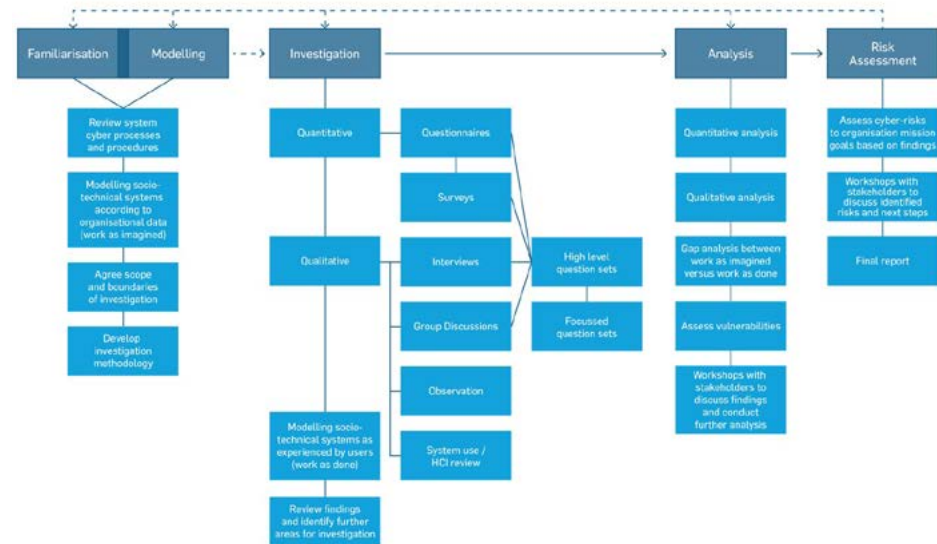 Familiarisation
Modelling
Investigation
Analysis
Risk
Assessment
Review system
cyber processes
and procedures
Modelling socio-
technical systems
according to
organisational data
(work as imagined)
Agree scope
and boundaries
of investigation
Develop
investigation
methodology
Quantitative
Qualitative
Modelling socio-
technical systems as
experienced by users
(work as done)
Review findings
and identify further
areas for investigation
Questionnaires
Surveys
Interviews
Group Discussions
Observation
System use /
HCI review
High level
question sets
Focussed
question sets
Quantitative analysis
Qualitative analysis
Gap analysis between
work as imagined
versus work as done
Assess vulnerabilities
Workshops with
stakeholders to
discuss findings
and conduct
further analysis
Assess cyber-risks
to organisation mission
goals based on findings
Workshops with
stakeholders to
discuss identified
risks and next steps
Final report